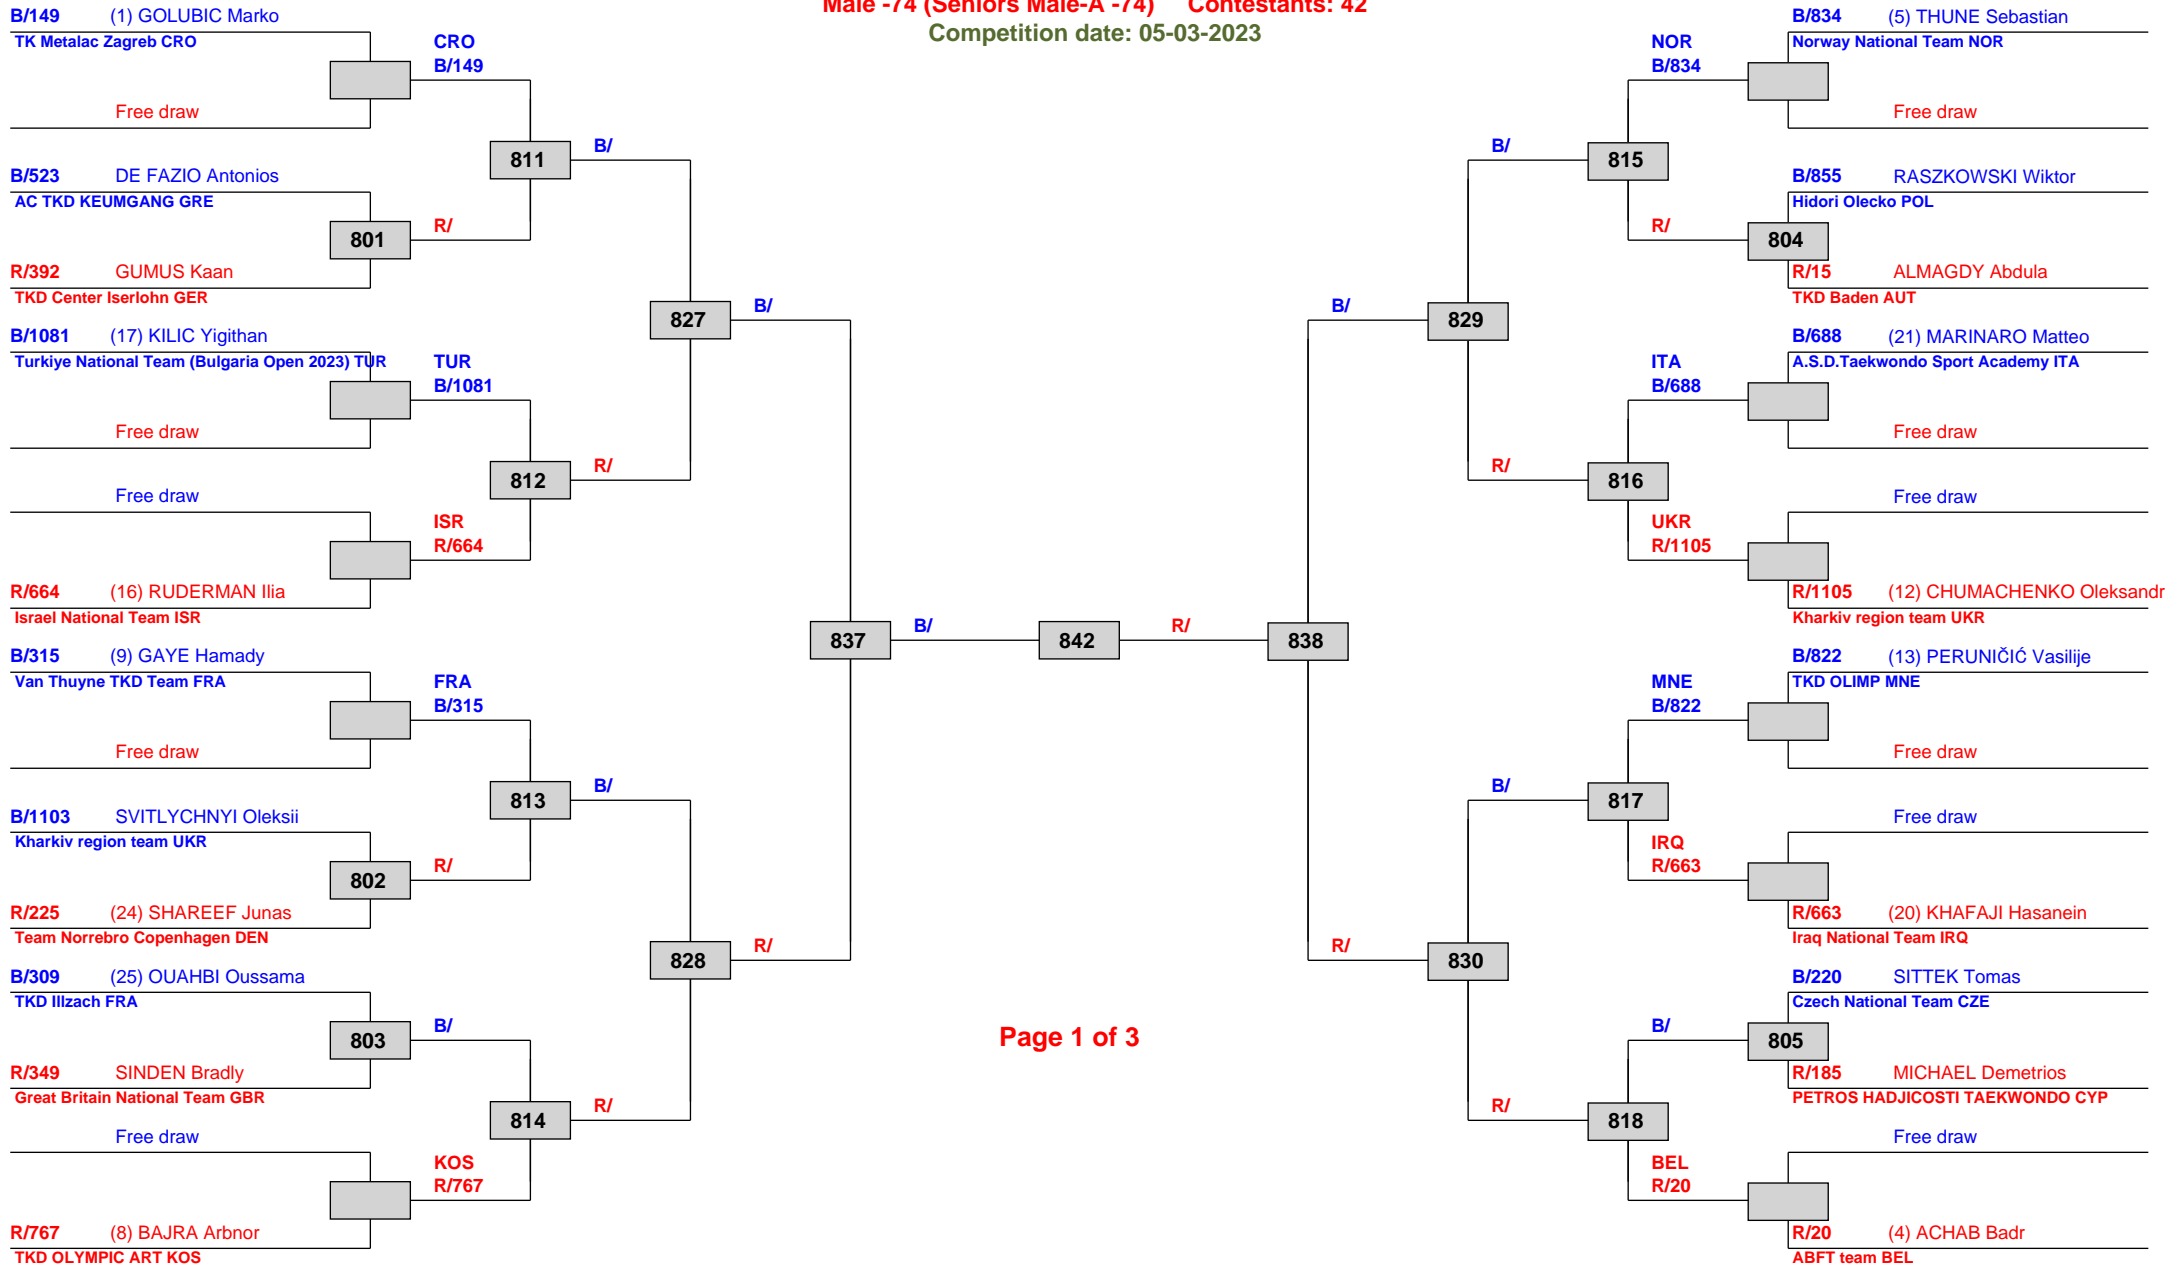 Male -74 (Seniors Male-A -74) Contestants: 42
Competition date: 05-03-2023
B/149 (1) GOLUBIC Marko
TK Metalac Zagreb CRO
Free draw
CRO
B/149
B/523 DE FAZIO Antonios
AC TKD KEUMGANG GRE
801
R/392 GUMUS Kaan
TKD Center Iserlohn GER
R/
811
B/
B/1081 (17) KILIC Yigithan
Turkiye National Team (Bulgaria Open 2023) TUR
Free draw
TUR
B/1081
Free draw
R/664 (16) RUDERMAN Ilia
Israel National Team ISR
ISR
R/664
812
R/
827
B/
B/315 (9) GAYE Hamady
Van Thuyne TKD Team FRA
Free draw
FRA
B/315
B/1103 SVITLYCHNYI Oleksii
Kharkiv region team UKR
802
R/225 (24) SHAREEF Junas
Team Norrebro Copenhagen DEN
R/
813
B/
B/309 (25) OUAHBI Oussama
TKD Illzach FRA
803
R/349 SINDEN Bradly
Great Britain National Team GBR
B/
Free draw
R/767 (8) BAJRA Arbnor
TKD OLYMPIC ART KOS
KOS
R/767
814
R/
828
R/
837
B/
842
R/
838
B/834 (5) THUNE Sebastian
Norway National Team NOR
Free draw
NOR
B/834
B/855 RASZKOWSKI Wiktor
Hidori Olecko POL
804
R/15 ALMAGDY Abdula
TKD Baden AUT
R/
815
B/
B/688 (21) MARINARO Matteo
A.S.D.Taekwondo Sport Academy ITA
Free draw
ITA
B/688
Free draw
R/1105 (12) CHUMACHENKO Oleksandr
Kharkiv region team UKR
UKR
R/1105
816
R/
829
B/
B/822 (13) PERUNIČIĆ Vasilije
TKD OLIMP MNE
Free draw
MNE
B/822
Free draw
R/663 (20) KHAFAJI Hasanein
Iraq National Team IRQ
IRQ
R/663
817
B/
B/220 SITTEK Tomas
Czech National Team CZE
805
R/185 MICHAEL Demetrios
PETROS HADJICOSTI TAEKWONDO CYP
B/
Free draw
R/20 (4) ACHAB Badr
ABFT team BEL
BEL
R/20
818
R/
830
R/
Page 1 of 3